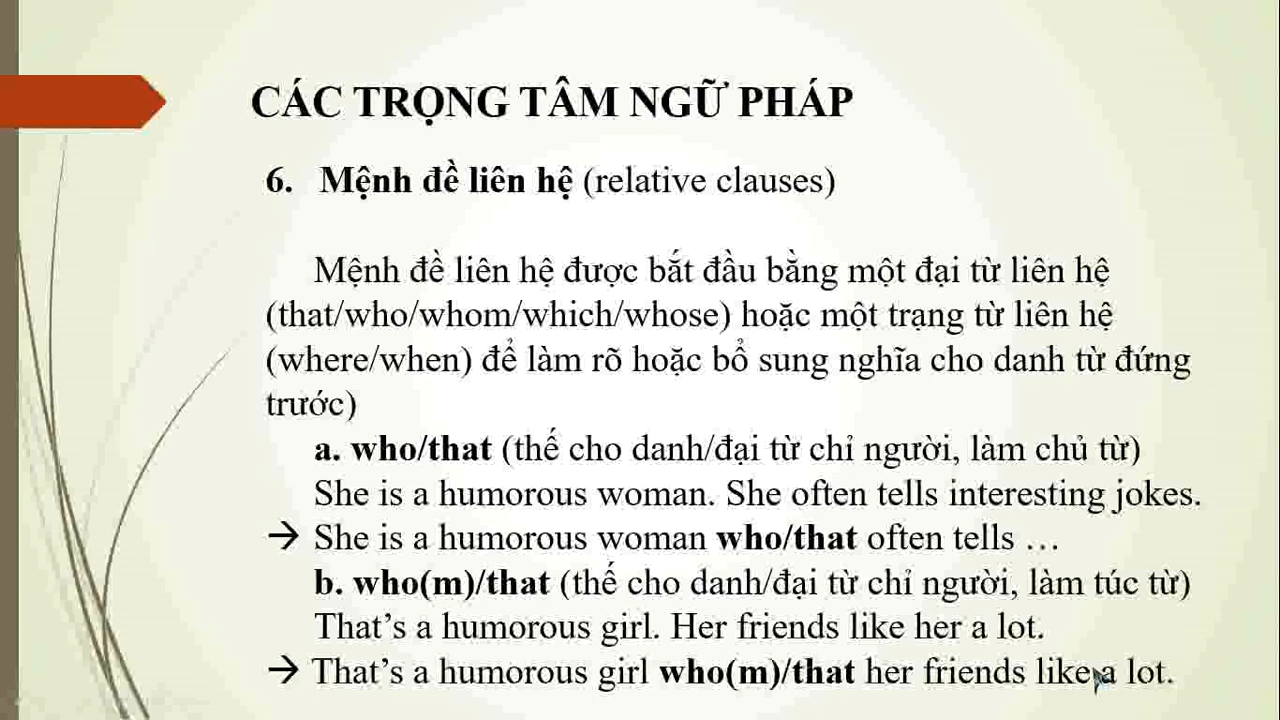 CÁC TRỌNG TÂM NGỮ PHÁP
6. Mệnh đề liên hệ (relative clauses)
Mệnh đề liên hệ được bắt đầu bằng một đại từ liên hệ
(that/who/whom/which/whose) hoặc một trạng từ liên hệ
(where/when) để làm rõ hoặc bổ sung nghĩa cho danh từ đứng
trước)
a. who/that (thế cho danh/đại từ chỉ người, làm chủ từ)
She is a humorous woman. She often tells interesting jokes.
→ She is a humorous woman who/that often tells …
b. who(m)/that (thế cho danh/đại từ chỉ người, làm túc từ)
That’s a humorous girl. Her friends like her a lot.
→ That’s a humorous girl who(m)/that her friends like a lot.